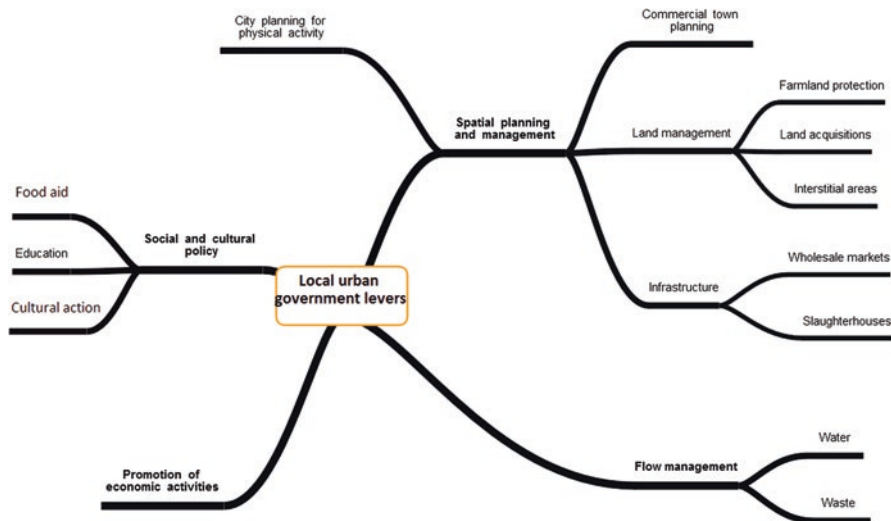 City planning for
physical activity
Commercial town
planning
Spatial planning
and management
Farmland protection
Land management
Land acquisitions
Interstitial areas
Food aid
Social and cultural
policy
Education
Cultural action
Local urban
government levers
Infrastructure
Wholesale markets
Slaughterhouses
Promotion of
economic activities
Flow management
Water
Waste